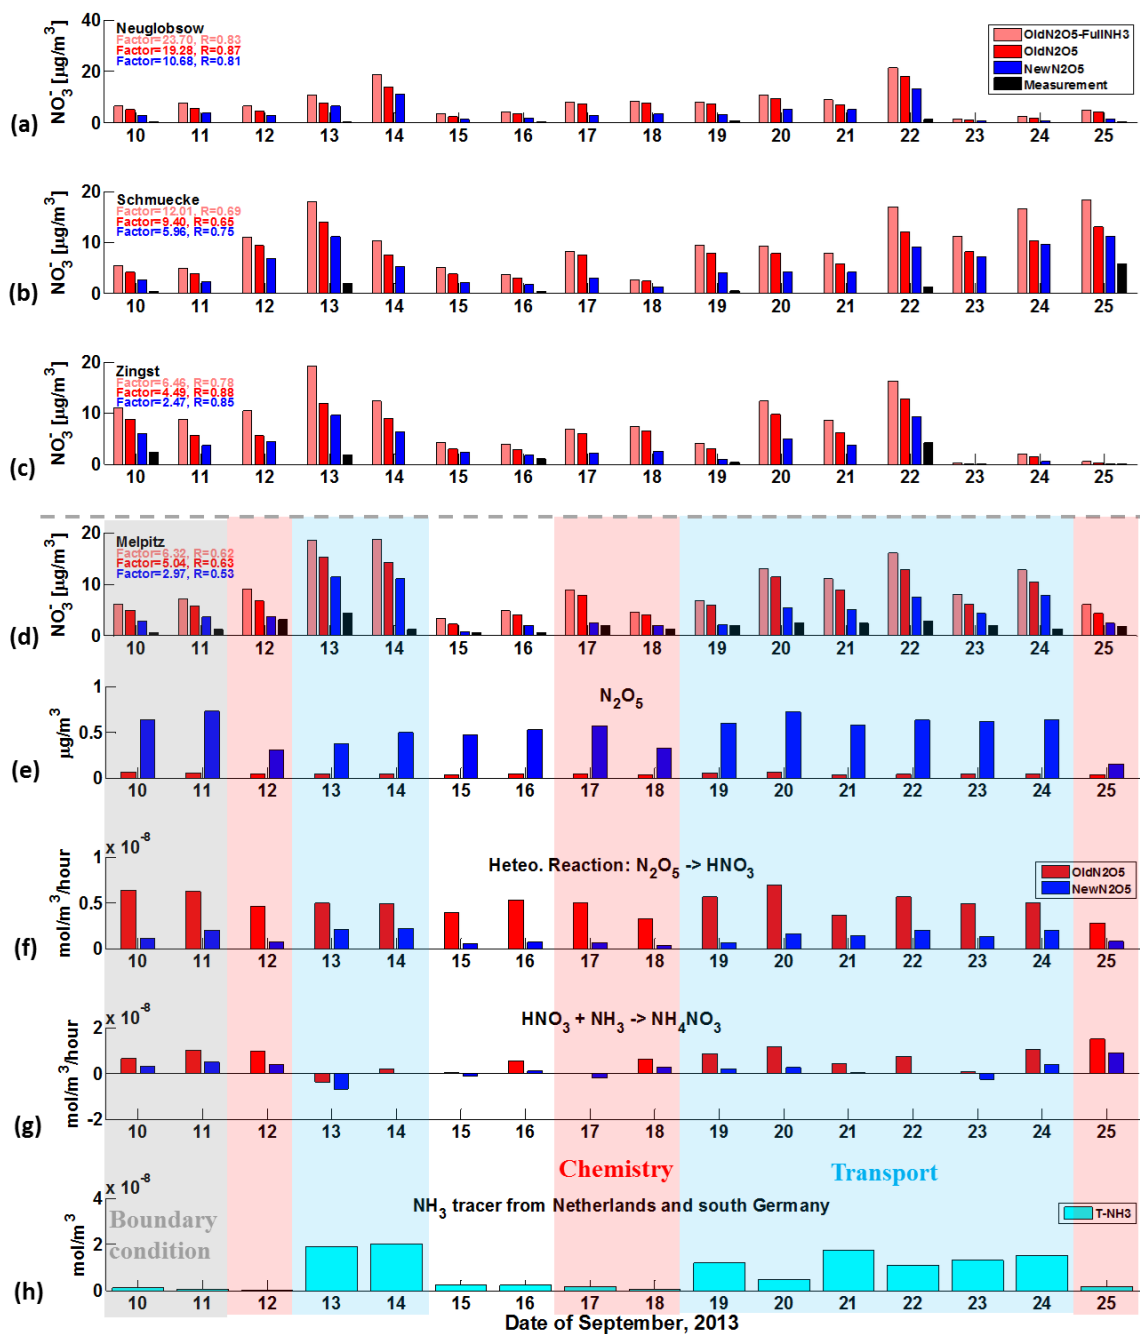 Neuglobsow
Factor=23.70, R=0.83
Factor=19.28, R=0.87
Factor=10.68, R=0.81
OldN2O5-FullNH3
OldN2O5
NewN2O5
Measurement
NO3- [µg/m3]
40
20
0
(a)
10 11 12 13 14 15 16 17 18 19 20 21 22 23 24 25
Schmuecke
Factor=12.01, R=0.69
Factor=9.40, R=0.65
Factor=5.96, R=0.75
NO3- [µg/m3]
20
10
0
(b)
10 11 12 13 14 15 16 17 18 19 20 21 22 23 24 25
Zingst
Factor=6.46, R=0.78
Factor=4.49, R=0.88
Factor=2.47, R=0.85
NO3- [µg/m3]
20
10
0
(c)
10 11 12 13 14 15 16 17 18 19 20 21 22 23 24 25
Melpitz
Factor=6.32, R=0.62
Factor=5.04, R=0.63
Factor=2.97, R=0.53
NO3- [µg/m3]
20
10
0
(d)
10 11 12 13 14 15 16 17 18 19 20 21 22 23 24 25
N2O5
µg/m3
1
0.5
0
(e)
10 11 12 13 14 15 16 17 18 19 20 21 22 23 24 25
x 10-8
Heteo. Reaction: N2O5 -> HNO3
OldN2O5
NewN2O5
mol/m3/hour
1
0.5
0
(f)
10 11 12 13 14 15 16 17 18 19 20 21 22 23 24 25
x 10-8
HNO3 + NH3 -> NH4NO3
mol/m3/hour
2
0
-2
(g)
10 11 12 13 14 15 16 17 18 19 20 21 22 23 24 25
Chemistry
Transport
x 10-8
NH3 tracer from Netherlands and south Germany
T-NH3
Boundary
condition
mol/m3
4
2
0
(h)
10 11 12 13 14 15 16 17 18 19 20 21 22 23 24 25
Date of September, 2013